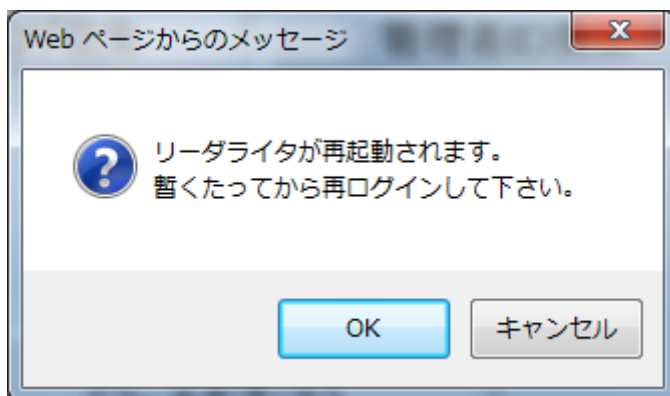 Web ページからのメッセージ
リーダライタが再起動されます。
暫くたってから再ログインして下さい。
OK
キャンセル